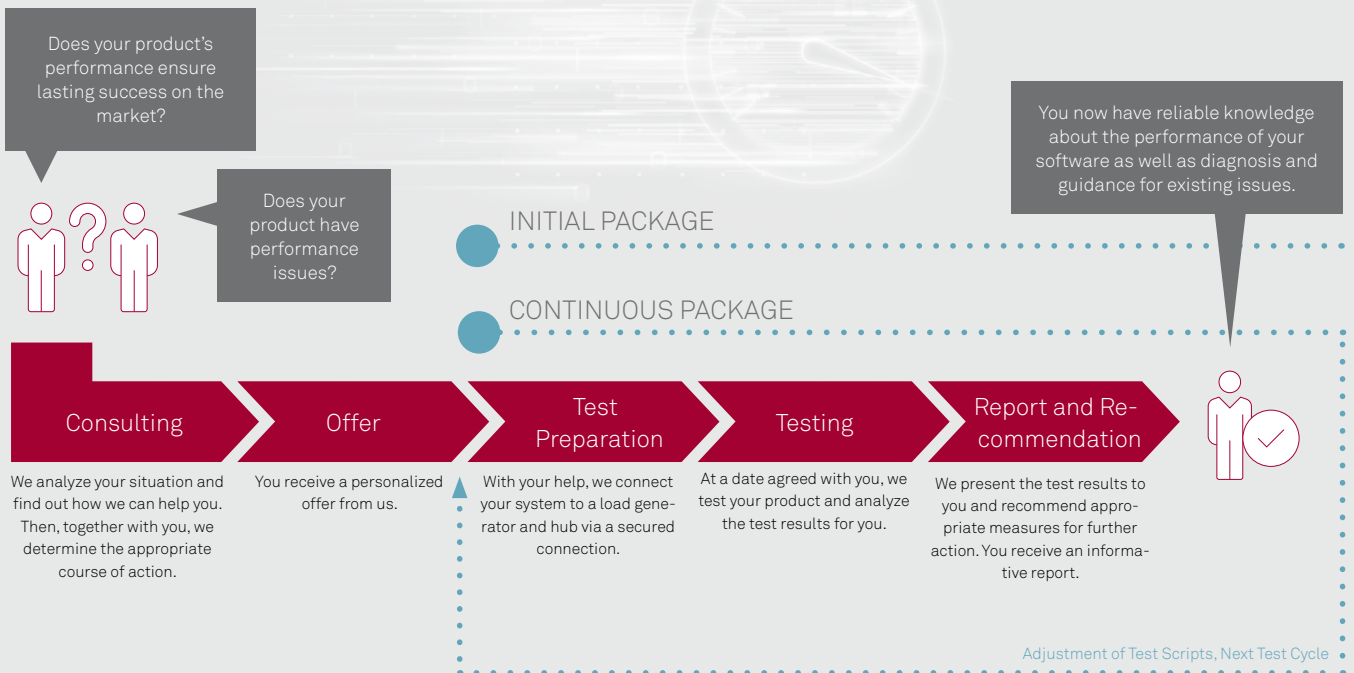 Does your product's
performance ensure
lasting success on the
market?
Does your
product have
performance
issues?
You now have reliable knowledge
about the performance of your
software as well as diagnosis and
guidance for existing issues.
INITIAL PACKAGE
CONTINUOUS PACKAGE
Consulting
We analyze your situation and
find out how we can help you.
Then, together with you, we
determine the appropriate
course of action.
Offer
You receive a personalized
offer from us.
Test
Preparation
With your help, we connect
your system to a load gene-
rator and hub via a secured
connection.
Testing
At a date agreed with you, we
test your product and analyze
the test results for you.
Report and Re-
commendation
We present the test results to
you and recommend appro-
priate measures for further
action. You receive an informa-
tive report.
Adjustment of Test Scripts, Next Test Cycle